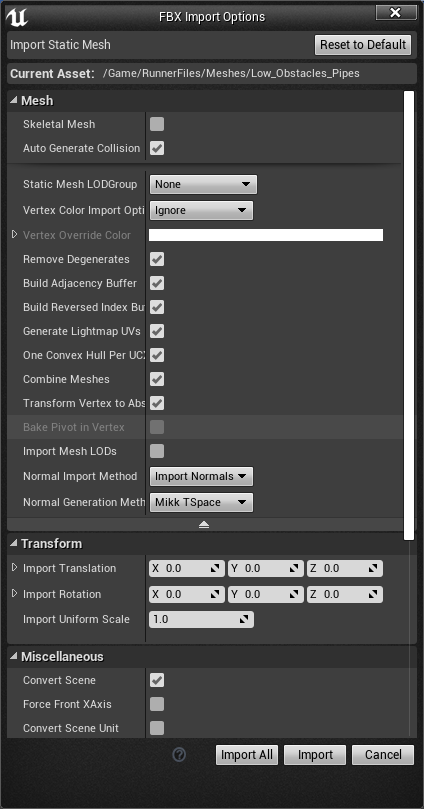 FBX Import Options
Import Static Mesh Reset to Default
Current Asset: /Game/RunnerFiles/Meshes/Low_Obstacles_Pipes
Mesh
Skeletal Mesh
Auto Generate Collision
Static Mesh LODGroup None
Vertex Color Import Opti Ignore
Vertex Override Color
Remove Degenerates
Build Adjacency Buffer
Build Reversed Index Bu
Generate Lightmap UVs
One Convex Hull Per UCX
Combine Meshes
Transform Vertex to Abs
Bake Pivot in Vertex
Import Mesh LODs
Normal Import Method Import Normals
Normal Generation Meth Mikk TSpace
Transform
Import Translation X 0.0 Y 0.0 Z 0.0
Import Rotation X 0.0 Y 0.0 Z 0.0
Import Uniform Scale 1.0
Miscellaneous
Convert Scene
Force Front XAxis
Convert Scene Unit
? Import All Import Cancel